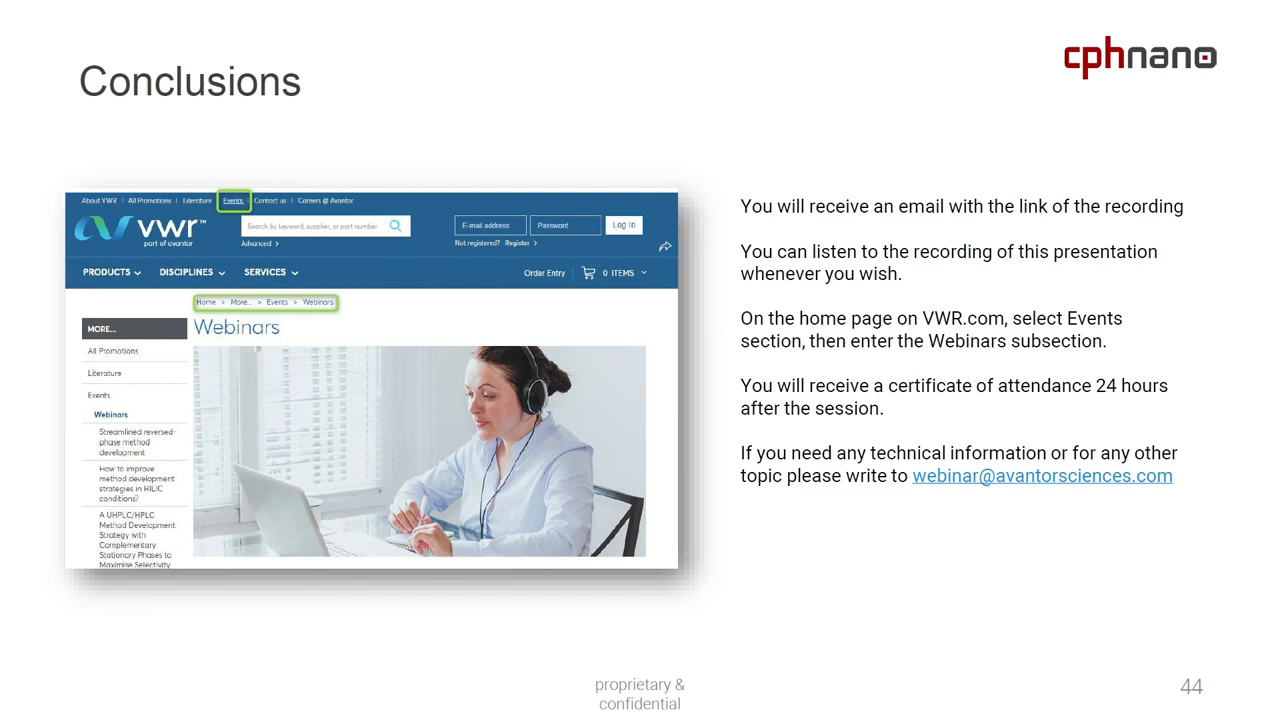 cphnano
Conclusions
About VWR | All Promotions | Literature | Events | Contact us | Careers @ Avantor
vwr™
part of avantor
Search by keyword, supplier, or part number
Advanced >
E-mail address
Password
Log in
Not registered? Register >
PRODUCTS
DISCIPLINES
SERVICES
Order Entry
0 ITEMS
Home > More... > Events > Webinars
MORE...
All Promotions
Literature
Events
Webinars
Streamlined reversed-
phase method
development
How to improve
method development
strategies in HILIC
conditions?
A UHPLC/HPLC
Method Development
Strategy with
Complementary
Stationary Phases to
Maximise Selectivity
Webinars
You will receive an email with the link of the recording
You can listen to the recording of this presentation
whenever you wish.
On the home page on VWR.com, select Events
section, then enter the Webinars subsection.
You will receive a certificate of attendance 24 hours
after the session.
If you need any technical information or for any other
topic please write to webinar@avantorsciences.com
proprietary &
confidential
44